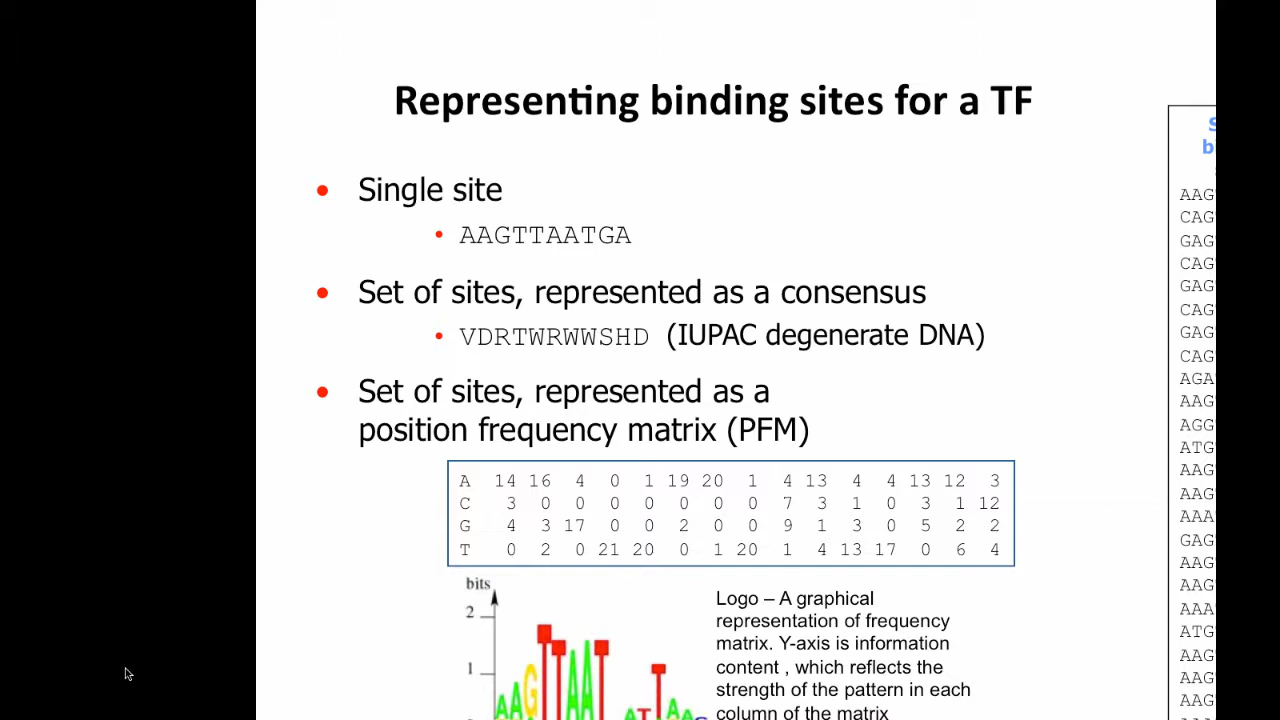 Representing binding sites for a TF
• Single site
• AAGTTAATGA
• Set of sites, represented as a consensus
• VDRTWRWWSHD (IUPAC degenerate DNA)
• Set of sites, represented as a
position frequency matrix (PFM)
A 14 16 4 0 1 19 20 1 4 13 4 4 13 12 3
C 3 0 0 0 0 0 0 0 7 3 1 0 3 1 12
G 4 3 17 0 0 2 0 0 9 1 3 0 5 2 2
T 0 2 0 21 20 0 1 20 1 4 13 17 0 6 4
bits
2
1
AAGTTAAT
ATTAA
Logo – A graphical
representation of frequency
matrix. Y-axis is information
content , which reflects the
strength of the pattern in each
column of the matrix
b
AAG
CAG
GAG
CAG
GAG
CAG
GAG
CAG
AGA
AAG
AGG
ATG
AAG
AAG
AAA
GAG
AAG
AAG
AAA
ATG
AAG
AAG
AAG